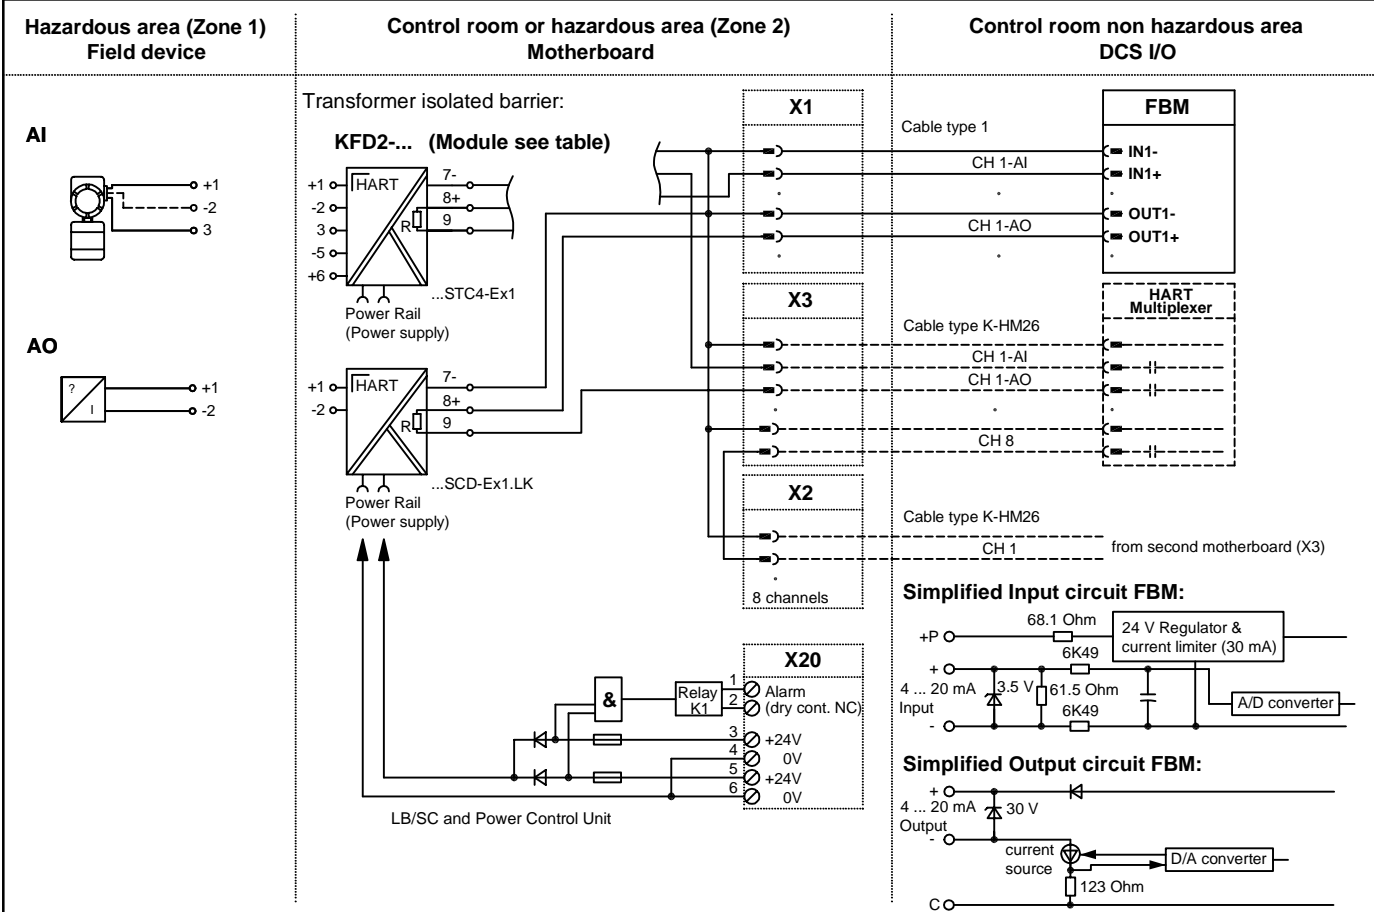 Hazardous area (Zone 1)
Field device
Control room or hazardous area (Zone 2)
Motherboard
Control room non hazardous area
DCS I/O
AI
+1
-2
3
AO
+1
-2
?
I
Transformer isolated barrier:
KFD2-... (Module see table)
+1
-2
3
-5
+6
HART
R
7-
8+
9
...STC4-Ex1
Power Rail
(Power supply)
+1
-2
HART
R
7-
8+
9
...SCD-Ex1.LK
Power Rail
(Power supply)
LB/SC and Power Control Unit
&
Relay
K1
X1
X3
X2
8 channels
X20
1
Alarm
2
(dry cont. NC)
3
+24V
4
0V
5
+24V
6
0V
Cable type 1
CH 1-AI
CH 1-AO
FBM
IN1-
IN1+
OUT1-
OUT1+
HART
Multiplexer
Cable type K-HM26
CH 1-AI
CH 1-AO
CH 8
Cable type K-HM26
CH 1
from second motherboard (X3)
Simplified Input circuit FBM:
+P
68.1 Ohm
24 V Regulator &
current limiter (30 mA)
6K49
+
4 ... 20 mA
Input
-
3.5 V
61.5 Ohm
6K49
A/D converter
Simplified Output circuit FBM:
+
4 ... 20 mA
Output
-
30 V
current
source
D/A converter
123 Ohm
C